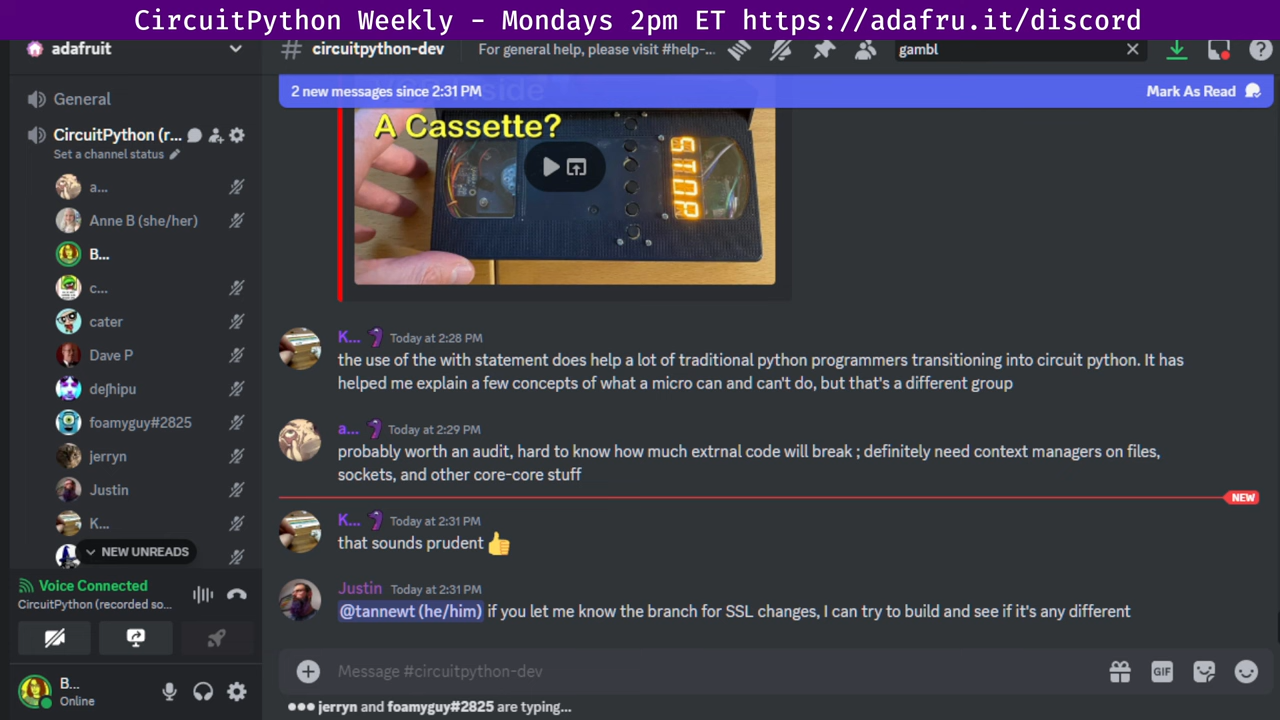 CircuitPython Weekly - Mondays 2pm ET https://adafru.it/discord
adafruit
# circuitpython-dev
For general help, please visit #help-...
gambl
2 new messages since 2:31 PM
Mark As Read
General
CircuitPython (r...
Set a channel status
a...
Anne B (she/her)
B...
c...
cater
Dave P
de∫hipu
foamyguy#2825
jerryn
Justin
K...
NEW UNREADS
Voice Connected
CircuitPython (recorded so...
B...
Online
A Cassette?
STOP
K... Today at 2:28 PM
the use of the with statement does help a lot of traditional python programmers transitioning into circuit python. It has
helped me explain a few concepts of what a micro can and can't do, but that's a different group
a... Today at 2:29 PM
probably worth an audit, hard to know how much extrnal code will break ; definitely need context managers on files,
sockets, and other core-core stuff
NEW
K... Today at 2:31 PM
that sounds prudent 👍
Justin Today at 2:31 PM
@tannewt (he/him) if you let me know the branch for SSL changes, I can try to build and see if it's any different
Message #circuitpython-dev
GIF
jerryn and foamyguy#2825 are typing...